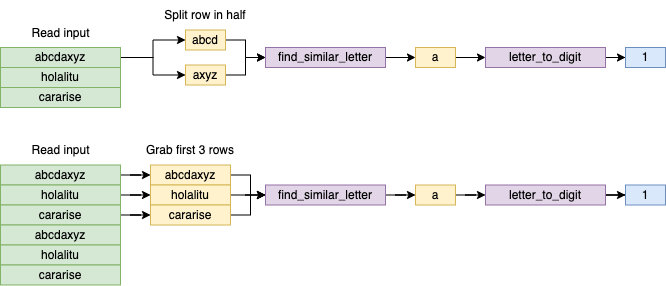 Split row in half
Read input
abcd
abcdaxyz
find_similar_letter
a
letter_to_digit
1
holalitu
axyz
cararise
Read input
Grab first 3 rows
abcdaxyz
abcdaxyz
holalitu
holalitu
find_similar_letter
a
letter_to_digit
1
cararise
cararise
abcdaxyz
holalitu
cararise